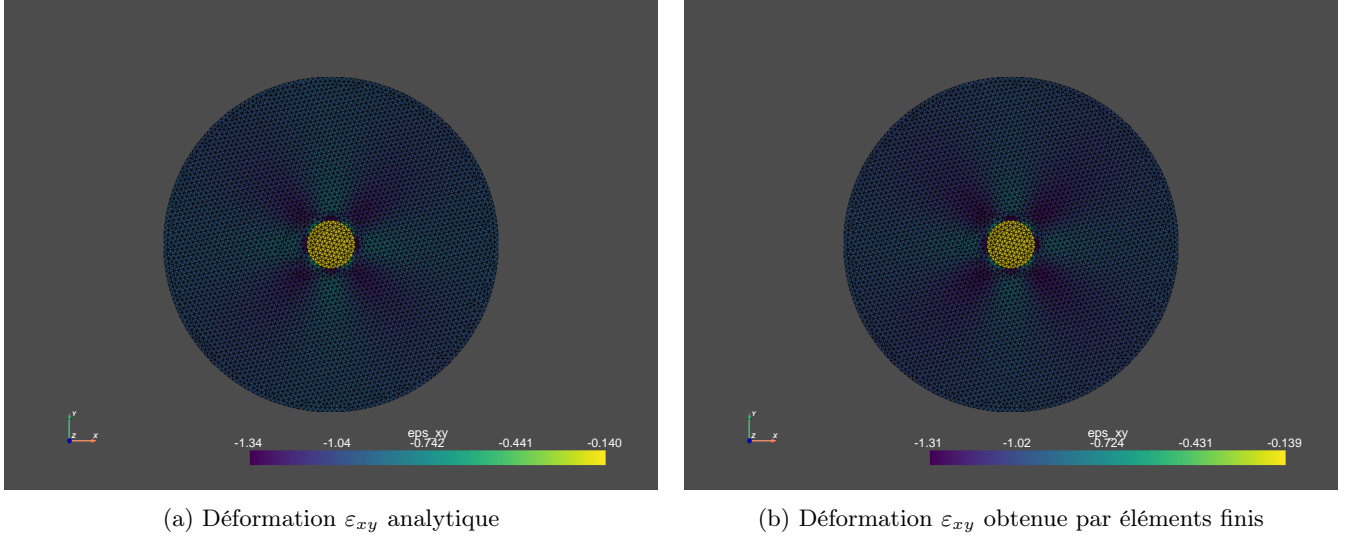 Y
Z X
eps_xy
-1.34 -1.04 -0.742 -0.441 -0.140
Y
Z X
eps_xy
-1.31 -1.02 -0.724 -0.431 -0.139
(a) Déformation εxy analytique
(b) Déformation εxy obtenue par éléments finis